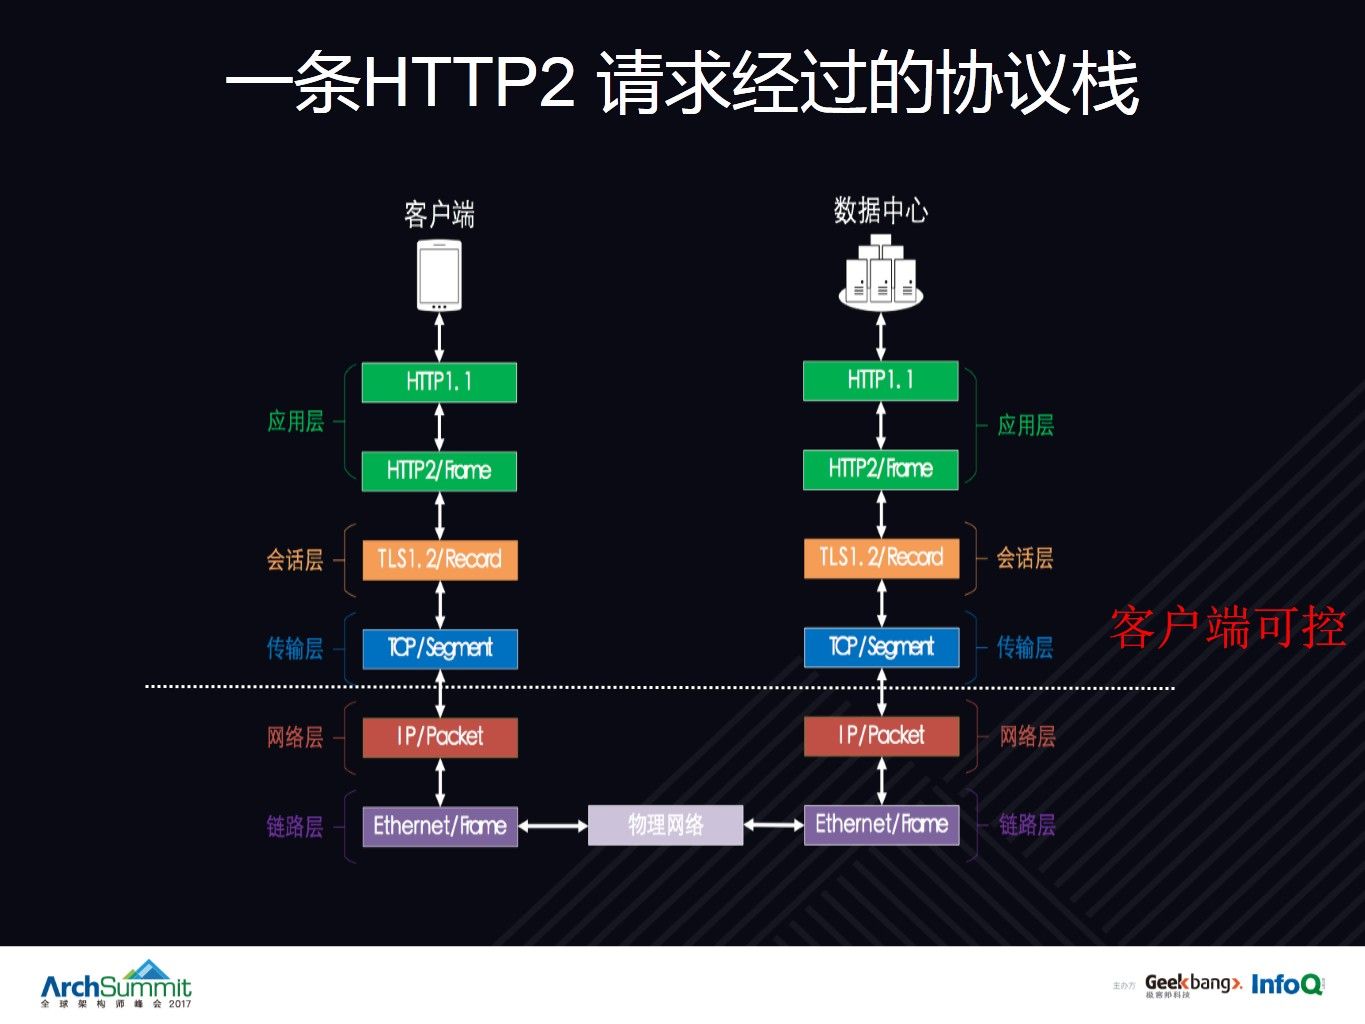 一条HTTP2 请求经过的协议栈
客户端
数据中心
HTTP1.1
HTTP1.1
应用层
应用层
HTTP2/Frame
HTTP2/Frame
会话层
TLS1.2/Record
TLS1.2/Record
会话层
客户端可控
传输层
TCP/Segment
TCP/Segment
传输层
网络层
IP/Packet
IP/Packet
网络层
链路层
Ethernet/Frame
物理网络
Ethernet/Frame
链路层
ArchSummit
全球架构师峰会 2017
主办方
Geekbang>.
极客邦科技
InfoQ